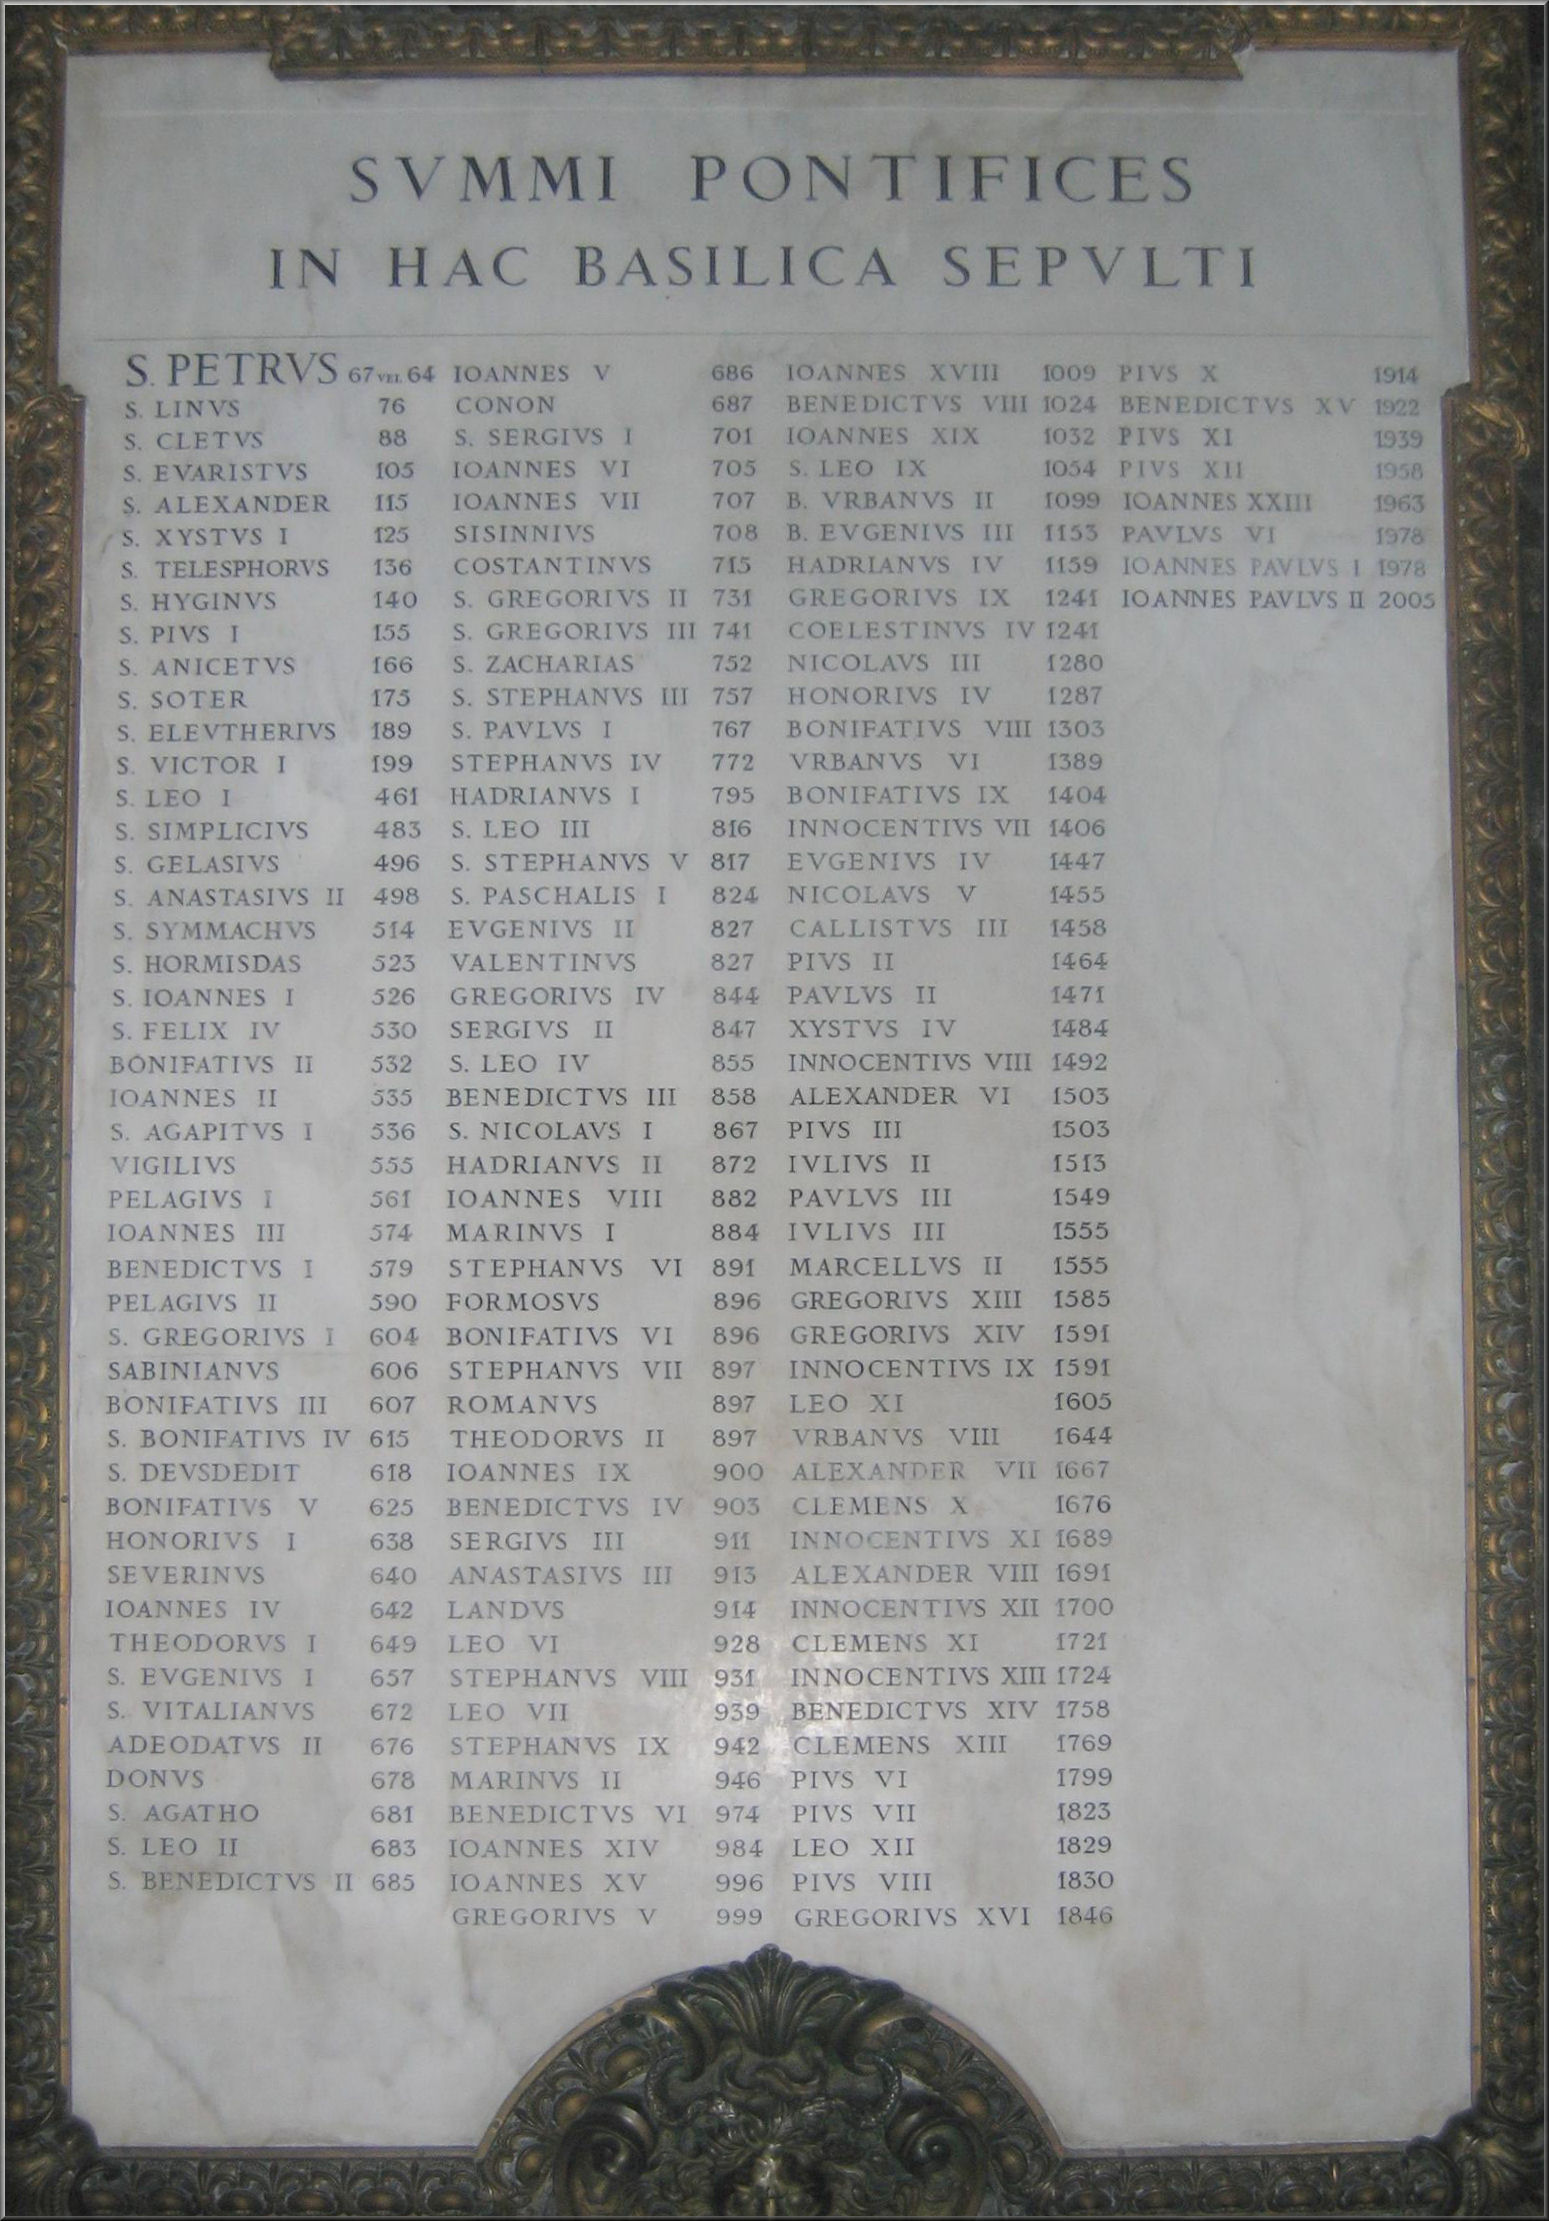 SVMMI PONTIFICES
IN HAC BASILICA SEPVLTI
S. PETRVS 67 VEL 64
S. LINVS 76
S. CLETVS 88
S. EVARISTVS 105
S. ALEXANDER 115
S. XYSTVS I 125
S. TELESPHORVS 136
S. HYGINVS 140
S. PIVS I 155
S. ANICETVS 166
S. SOTER 175
S. ELEVTHERIVS 189
S. VICTOR I 199
S. LEO I 461
S. SIMPLICIVS 483
S. GELASIVS 496
S. ANASTASIVS II 498
S. SYMMACHVS 514
S. HORMISDAS 523
S. IOANNES I 526
S. FELIX IV 530
BONIFATIVS II 532
IOANNES II 535
S. AGAPITVS I 536
VIGILIVS 555
PELAGIVS I 561
IOANNES III 574
BENEDICTVS I 579
PELAGIVS II 590
S. GREGORIVS I 604
SABINIANVS 606
BONIFATIVS III 607
S. BONIFATIVS IV 615
S. DEVSDEDIT 618
BONIFATIVS V 625
HONORIVS I 638
SEVERINVS 640
IOANNES IV 642
THEODORVS I 649
S. EVGENIVS I 657
S. VITALIANVS 672
ADEODATVS II 676
DONVS 678
S. AGATHO 681
S. LEO II 683
S. BENEDICTVS II 685
IOANNES V 686
CONON 687
S. SERGIVS I 701
IOANNES VI 705
IOANNES VII 707
SISINNIVS 708
COSTANTINVS 715
S. GREGORIVS II 731
S. GREGORIVS III 741
S. ZACHARIAS 752
S. STEPHANVS III 757
S. PAVLVS I 767
STEPHANVS IV 772
HADRIANVS I 795
S. LEO III 816
S. STEPHANVS V 817
S. PASCHALIS I 824
EVGENIVS II 827
VALENTINVS 827
GREGORIVS IV 844
SERGIVS II 847
S. LEO IV 855
BENEDICTVS III 858
S. NICOLAVS I 867
HADRIANVS II 872
IOANNES VIII 882
MARINVS I 884
STEPHANVS VI 891
FORMOSVS 896
BONIFATIVS VI 896
STEPHANVS VII 897
ROMANVS 897
THEODORVS II 897
IOANNES IX 900
BENEDICTVS IV 903
SERGIVS III 911
ANASTASIVS III 913
LANDVS 914
LEO VI 928
STEPHANVS VIII 931
LEO VII 939
STEPHANVS IX 942
MARINVS II 946
BENEDICTVS VI 974
IOANNES XIV 984
IOANNES XV 996
GREGORIVS V 999
IOANNES XVIII 1009
BENEDICTVS VIII 1024
IOANNES XIX 1032
S. LEO IX 1054
B. VRBANVS II 1099
B. EVGENIVS III 1153
HADRIANVS IV 1159
GREGORIVS IX 1241
COELESTINVS IV 1241
NICOLAVS III 1280
HONORIVS IV 1287
BONIFATIVS VIII 1303
VRBANVS VI 1389
BONIFATIVS IX 1404
INNOCENTIVS VII 1406
EVGENIVS IV 1447
NICOLAVS V 1455
CALLISTVS III 1458
PIVS II 1464
PAVLVS II 1471
XYSTVS IV 1484
INNOCENTIVS VIII 1492
ALEXANDER VI 1503
PIVS III 1503
IVLIVS II 1513
PAVLVS III 1549
IVLIVS III 1555
MARCELLVS II 1555
GREGORIVS XIII 1585
GREGORIVS XIV 1591
INNOCENTIVS IX 1591
LEO XI 1605
VRBANVS VIII 1644
ALEXANDER VII 1667
CLEMENS X 1676
INNOCENTIVS XI 1689
ALEXANDER VIII 1691
INNOCENTIVS XII 1700
CLEMENS XI 1721
INNOCENTIVS XIII 1724
BENEDICTVS XIV 1758
CLEMENS XIII 1769
PIVS VI 1799
PIVS VII 1823
LEO XII 1829
PIVS VIII 1830
GREGORIVS XVI 1846
PIVS X 1914
BENEDICTVS XV 1922
PIVS XI 1939
PIVS XII 1958
IOANNES XXIII 1963
PAVLVS VI 1978
IOANNES PAVLVS I 1978
IOANNES PAVLVS II 2005